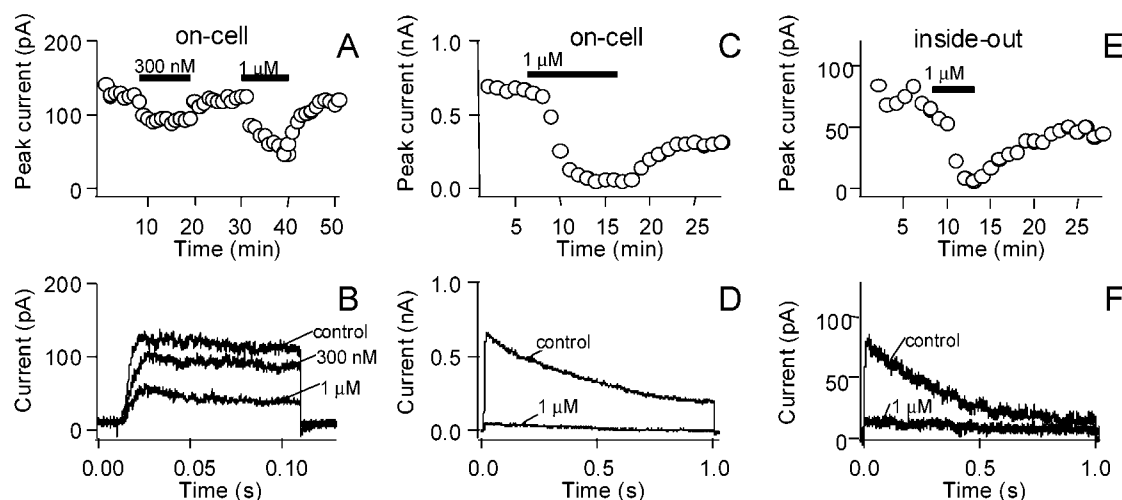 A
on-cell
Peak current (pA)
200
100
0
300 nM
1 μM
10 20 30 40 50
Time (min)
C
on-cell
Peak current (nA)
1.0
0.5
0.0
1 μM
5 10 15 20 25
Time (min)
E
inside-out
Peak current (pA)
100
50
0
1 μM
5 10 15 20 25
Time (min)
B
Current (pA)
200
100
0
control
300 nM
1 μM
0.00 0.05 0.10
Time (s)
D
Current (nA)
1.0
0.5
0.0
control
1 μM
0.0 0.5 1.0
Time (s)
F
Current (pA)
100
50
0
control
1 μM
0.0 0.5 1.0
Time (s)